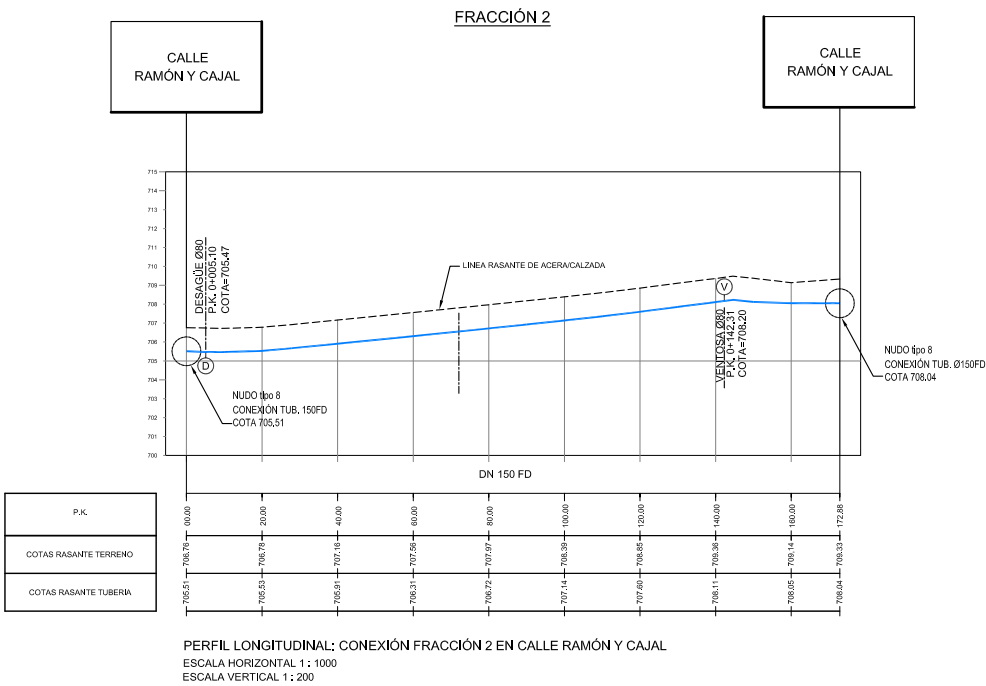 FRACCIÓN 2
CALLE
RAMÓN Y CAJAL
CALLE
RAMÓN Y CAJAL
715
714
713
712
711
710
709
708
707
706
705
704
703
702
701
700
DESAGÜE Ø80
P.K. 0+005.10
COTA=705.47
D
LINEA RASANTE DE ACERA/CALZADA
V
VENTOSA Ø80
P.K. 0+142.31
COTA=708.20
NUDO tipo 8
CONEXIÓN TUB. 150FD
COTA 705.51
NUDO tipo 8
CONEXIÓN TUB. Ø150FD
COTA 708.04
DN 150 FD
P.K. 00.00 20.00 40.00 60.00 80.00 100.00 120.00 140.00 160.00 172.88
COTAS RASANTE TERRENO 706.76 706.78 707.16 707.56 707.97 708.39 708.85 709.36 709.14 709.33
COTAS RASANTE TUBERIA 705.51 705.53 705.91 706.31 706.72 707.14 707.60 708.11 708.05 708.04
PERFIL LONGITUDINAL: CONEXIÓN FRACCIÓN 2 EN CALLE RAMÓN Y CAJAL
ESCALA HORIZONTAL 1 : 1000
ESCALA VERTICAL 1 : 200